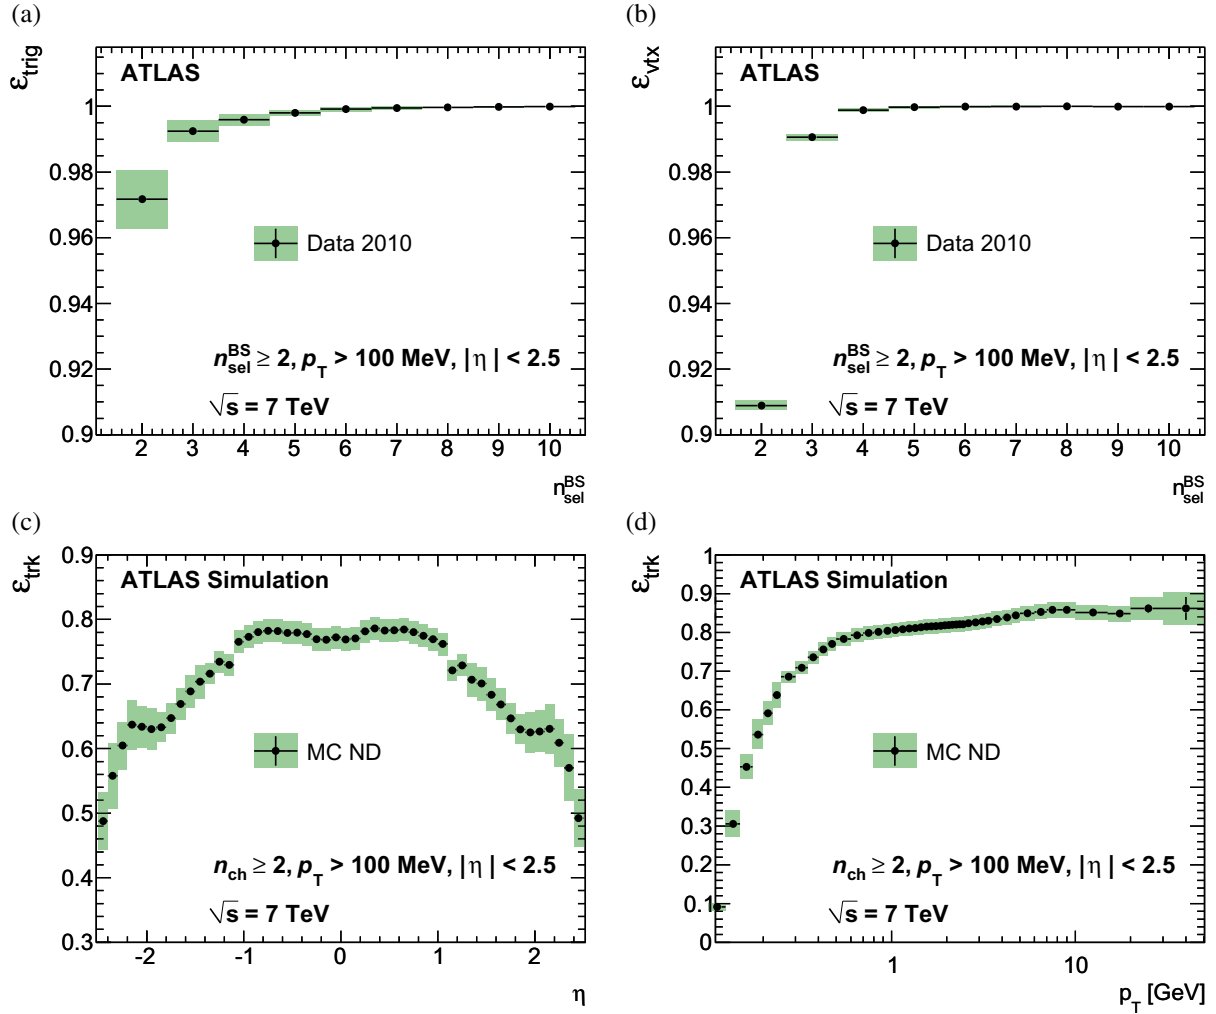 (a)
ε_trig
ATLAS
1
0.98
0.96
0.94
0.92
0.9
Data 2010
n_sel^BS ≥ 2, p_T > 100 MeV, | η | < 2.5
√s = 7 TeV
2 3 4 5 6 7 8 9 10
n_sel^BS
(b)
ε_vtx
ATLAS
1
0.98
0.96
0.94
0.92
0.9
Data 2010
n_sel^BS ≥ 2, p_T > 100 MeV, | η | < 2.5
√s = 7 TeV
2 3 4 5 6 7 8 9 10
n_sel^BS
(c)
ε_trk
ATLAS Simulation
0.9
0.8
0.7
0.6
0.5
0.4
0.3
MC ND
n_ch ≥ 2, p_T > 100 MeV, | η | < 2.5
√s = 7 TeV
-2 -1 0 1 2
η
(d)
ε_trk
ATLAS Simulation
1
0.9
0.8
0.7
0.6
0.5
0.4
0.3
0.2
0.1
0
MC ND
n_ch ≥ 2, p_T > 100 MeV, | η | < 2.5
√s = 7 TeV
1 10
p_T [GeV]